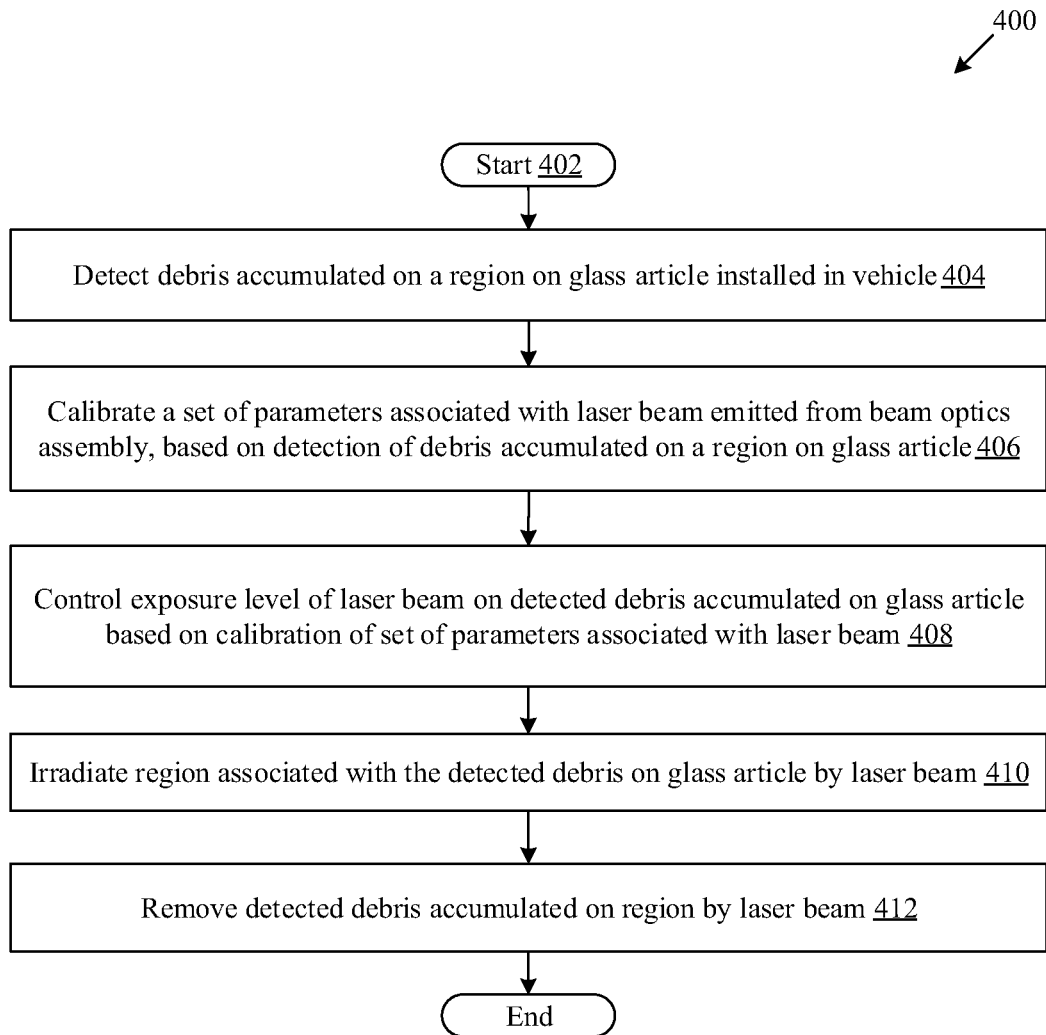 400
Start 402
Detect debris accumulated on a region on glass article installed in vehicle 404
Calibrate a set of parameters associated with laser beam emitted from beam optics
assembly, based on detection of debris accumulated on a region on glass article 406
Control exposure level of laser beam on detected debris accumulated on glass article
based on calibration of set of parameters associated with laser beam 408
Irradiate region associated with the detected debris on glass article by laser beam 410
Remove detected debris accumulated on region by laser beam 412
End